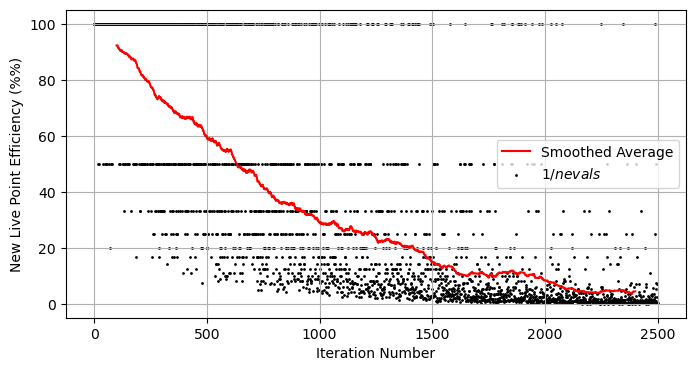 New Live Point Efficiency (%%)
100
80
60
40
20
0
Smoothed Average
1/nevals
0 500 1000 1500 2000 2500
Iteration Number